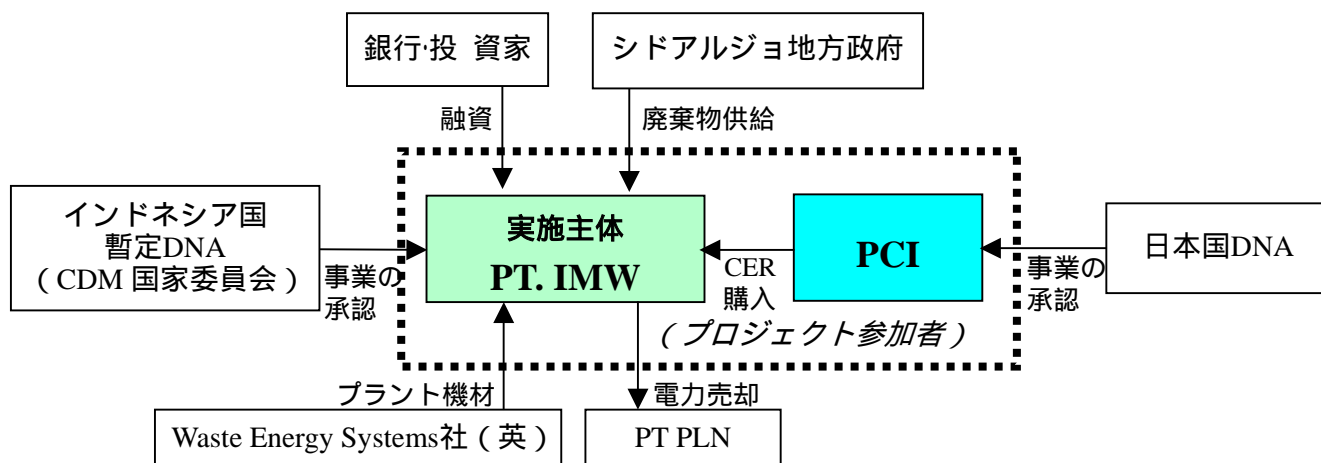 銀行·投 資家
シドアルジョ地方政府
融資
廃棄物供給
インドネシア国
暫定DNA
（CDM 国家委員会）
事業の
承認
実施主体
PT. IMW
CER
購入
PCI
（プロジェクト参加者）
事業の
承認
日本国DNA
プラント機材
電力売却
Waste Energy Systems社（英）
PT PLN